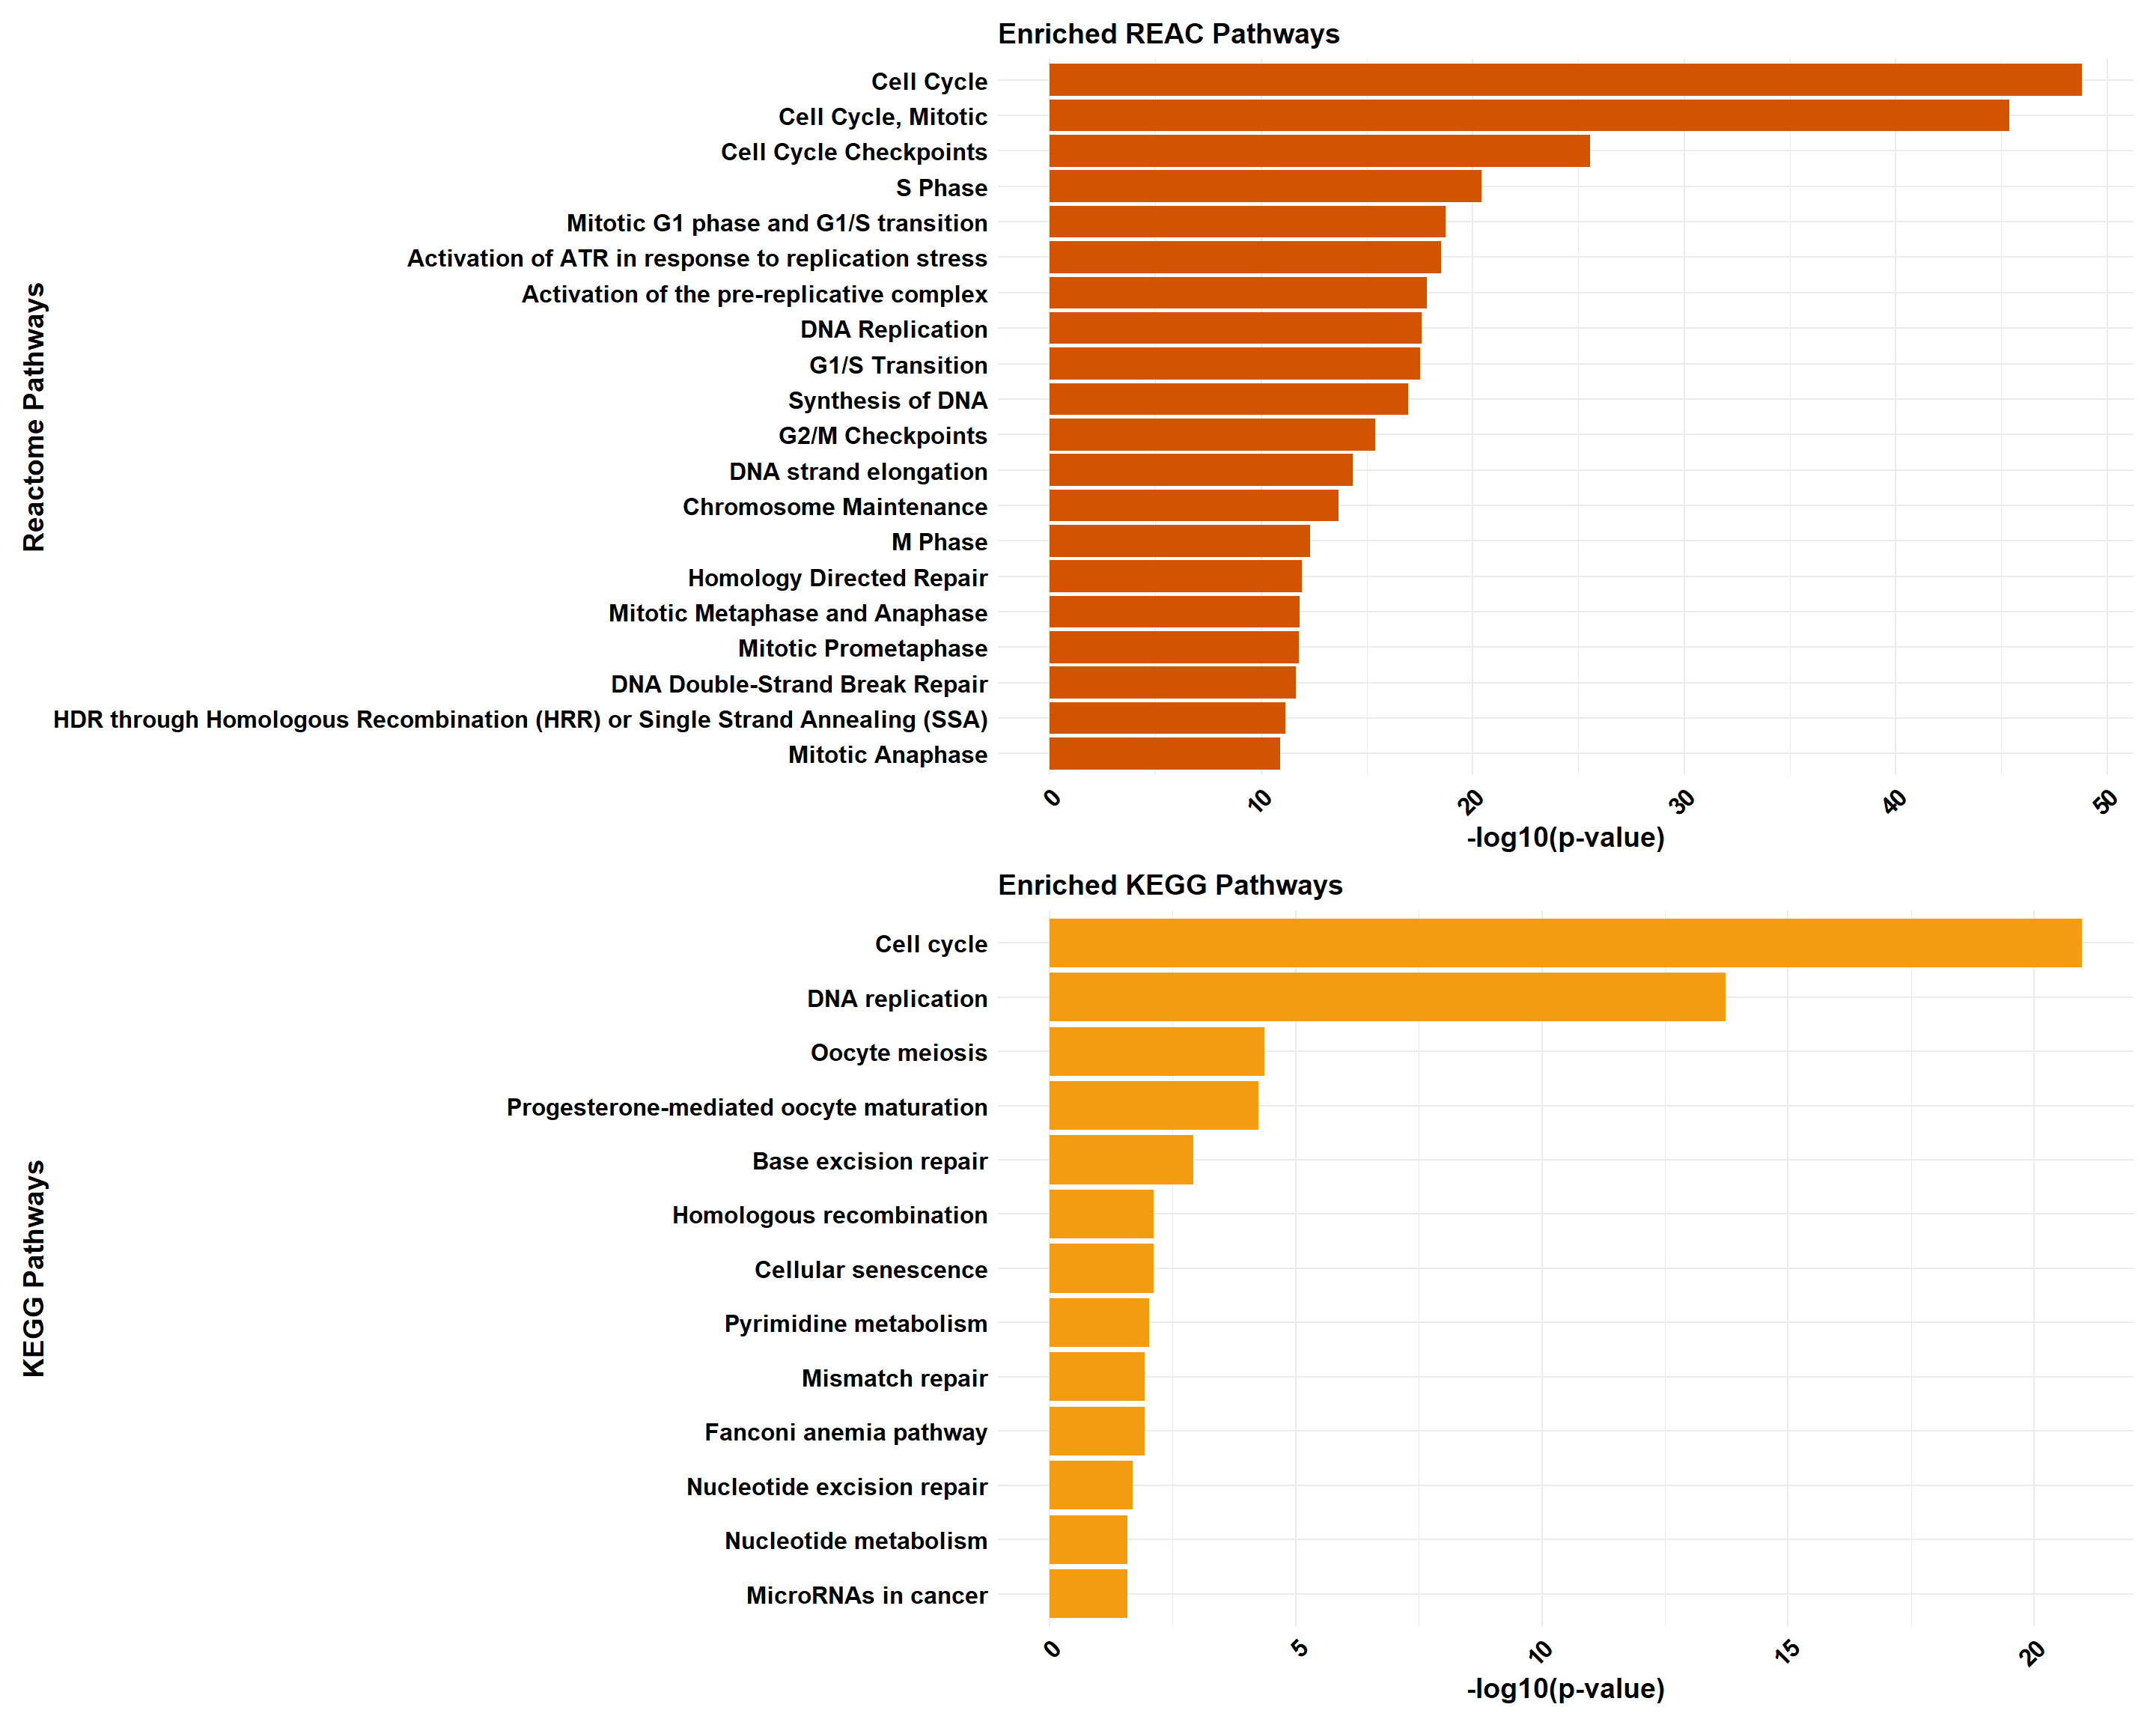 Enriched REAC Pathways
Reactome Pathways
Cell Cycle
Cell Cycle, Mitotic
Cell Cycle Checkpoints
S Phase
Mitotic G1 phase and G1/S transition
Activation of ATR in response to replication stress
Activation of the pre-replicative complex
DNA Replication
G1/S Transition
Synthesis of DNA
G2/M Checkpoints
DNA strand elongation
Chromosome Maintenance
M Phase
Homology Directed Repair
Mitotic Metaphase and Anaphase
Mitotic Prometaphase
DNA Double-Strand Break Repair
HDR through Homologous Recombination (HRR) or Single Strand Annealing (SSA)
Mitotic Anaphase
0 10 20 30 40 50
-log10(p-value)
Enriched KEGG Pathways
KEGG Pathways
Cell cycle
DNA replication
Oocyte meiosis
Progesterone-mediated oocyte maturation
Base excision repair
Homologous recombination
Cellular senescence
Pyrimidine metabolism
Mismatch repair
Fanconi anemia pathway
Nucleotide excision repair
Nucleotide metabolism
MicroRNAs in cancer
0 5 10 15 20
-log10(p-value)